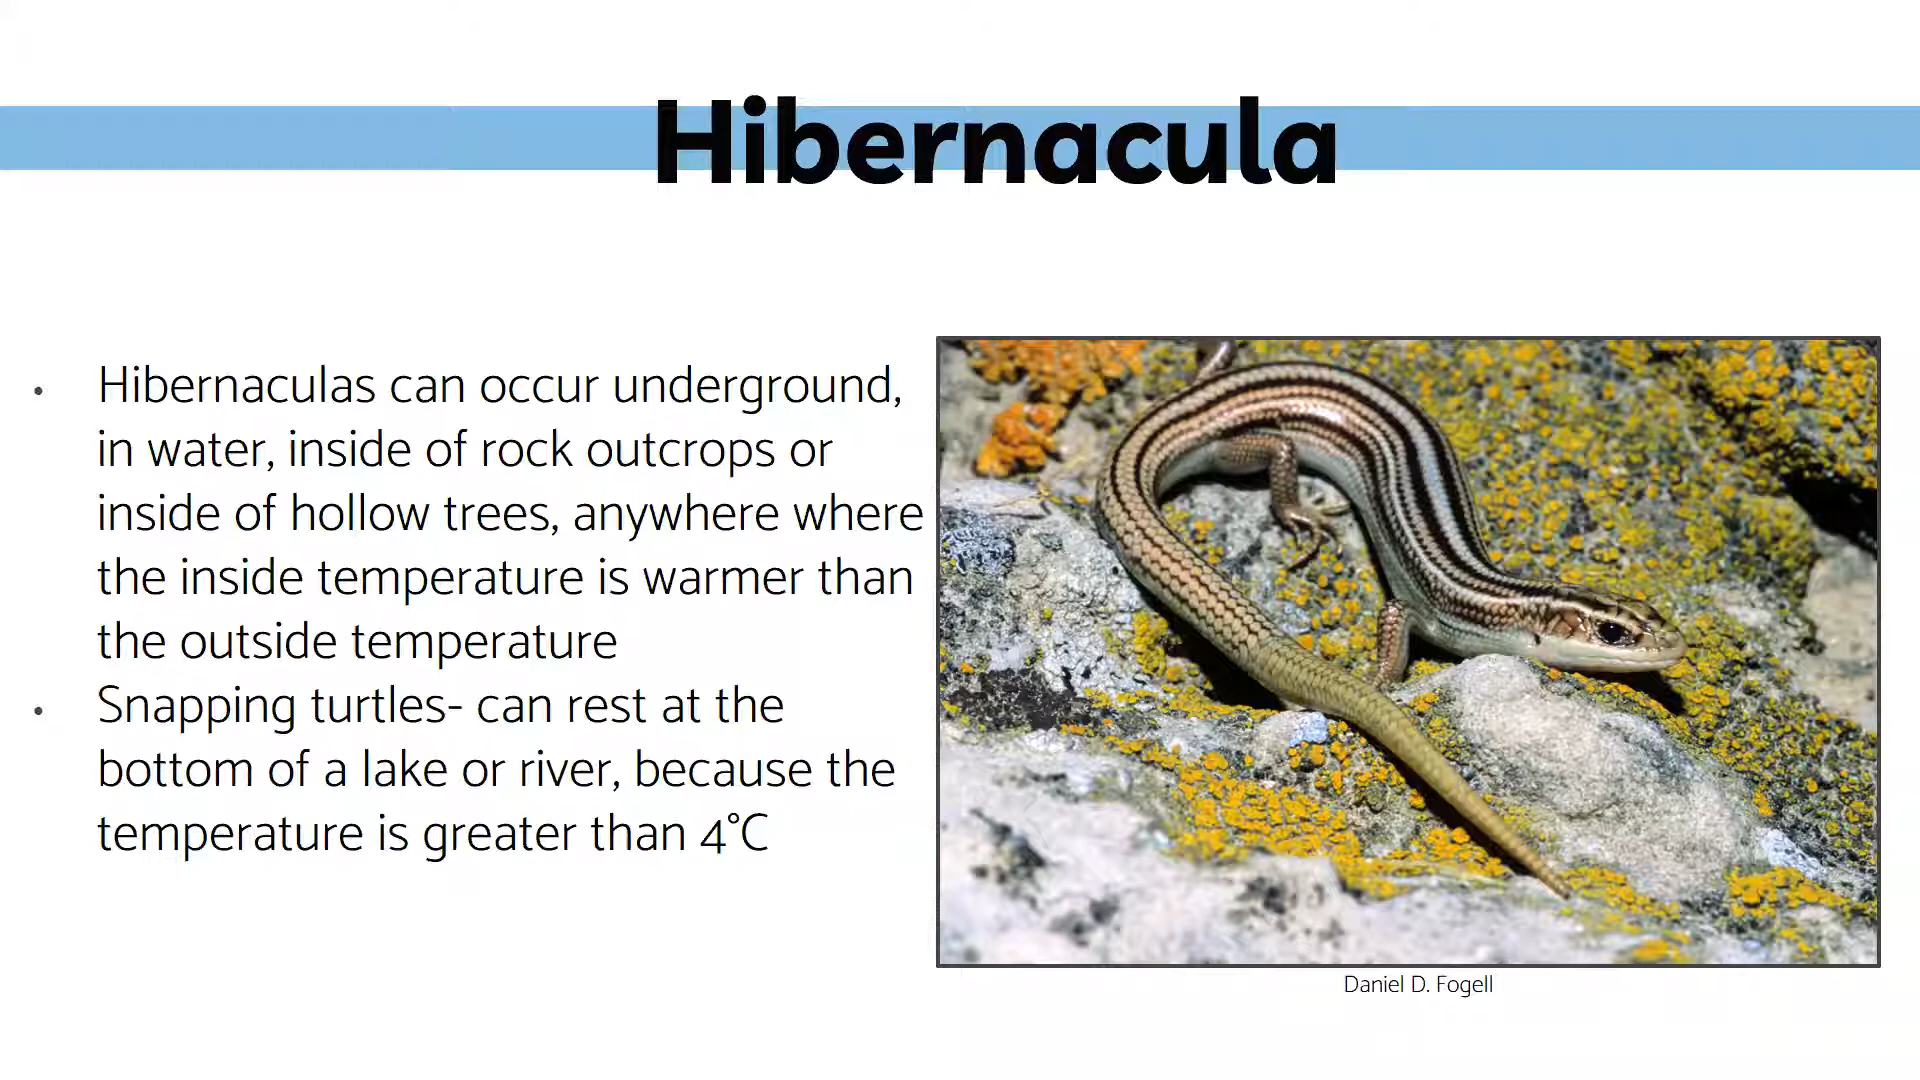 Hibernacula
• Hibernaculas can occur underground,
in water, inside of rock outcrops or
inside of hollow trees, anywhere where
the inside temperature is warmer than
the outside temperature
• Snapping turtles- can rest at the
bottom of a lake or river, because the
temperature is greater than 4°C
Daniel D. Fogell